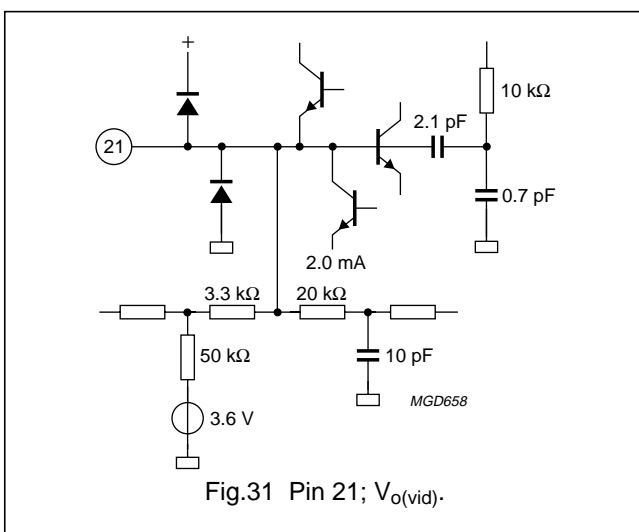 +
10 kΩ
2.1 pF
21
0.7 pF
2.0 mA
3.3 kΩ 20 kΩ
50 kΩ 10 pF
MGD658
3.6 V
Fig.31 Pin 21; Vo(vid).